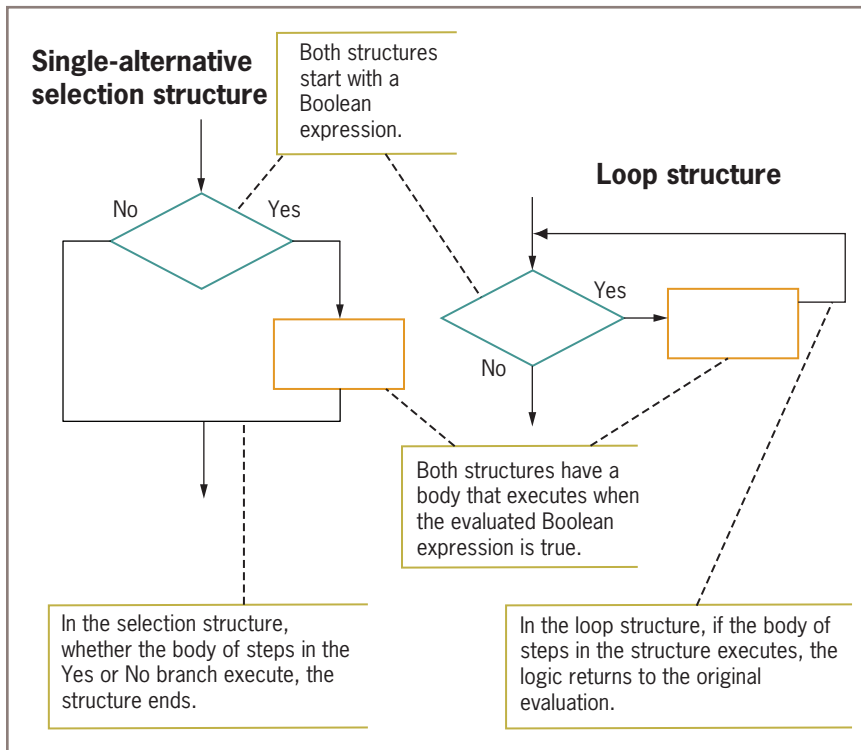 Single-alternative
selection structure
Both structures
start with a
Boolean
expression.
Loop structure
No
Yes
Yes
No
Both structures have a
body that executes when
the evaluated Boolean
expression is true.
In the selection structure,
whether the body of steps in the
Yes or No branch execute, the
structure ends.
In the loop structure, if the body of
steps in the structure executes, the
logic returns to the original
evaluation.